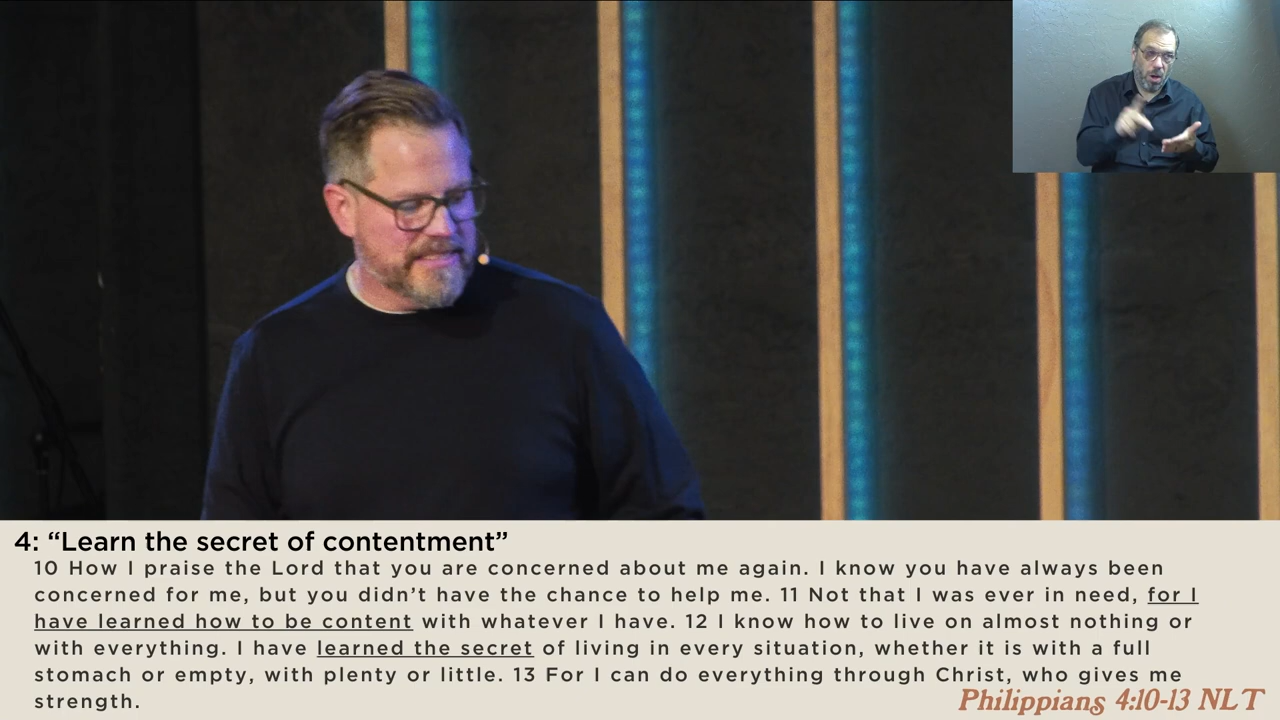 4: “Learn the secret of contentment”
10 How I praise the Lord that you are concerned about me again. I know you have always been
concerned for me, but you didn’t have the chance to help me. 11 Not that I was ever in need, for I
have learned how to be content with whatever I have. 12 I know how to live on almost nothing or
with everything. I have learned the secret of living in every situation, whether it is with a full
stomach or empty, with plenty or little. 13 For I can do everything through Christ, who gives me
strength.
Philippians 4:10-13 NLT